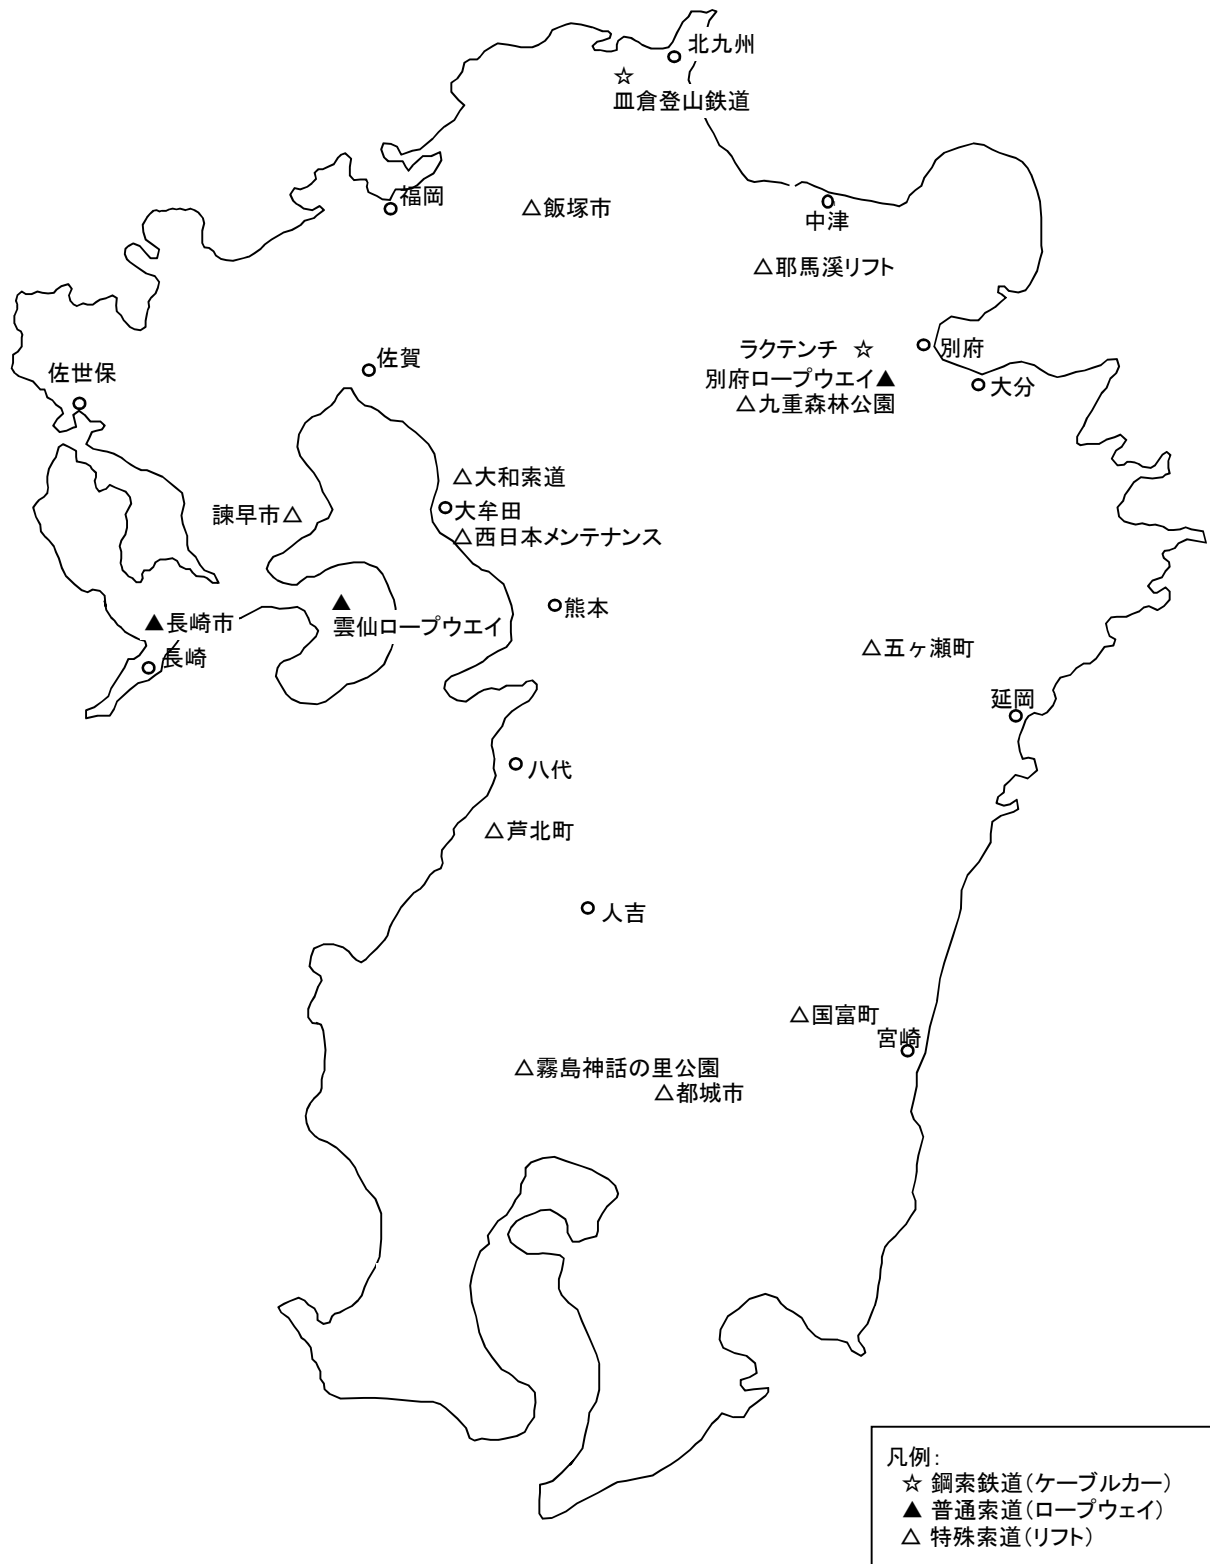 北九州
☆
皿倉登山鉄道
福岡
△飯塚市
中津
△耶馬溪リフト
ラクテンチ ☆
別府
佐賀
佐世保
別府ロープウエイ▲
大分
△九重森林公園
△大和索道
諫早市△
大牟田
△西日本メンテナンス
▲
熊本
▲長崎市
雲仙ロープウエイ
長崎
△五ヶ瀬町
延岡
八代
△芦北町
人吉
△国富町
宮崎
△霧島神話の里公園
△都城市
凡例:
☆ 鋼索鉄道(ケーブルカー)
▲ 普通索道(ロープウェイ)
△ 特殊索道(リフト)